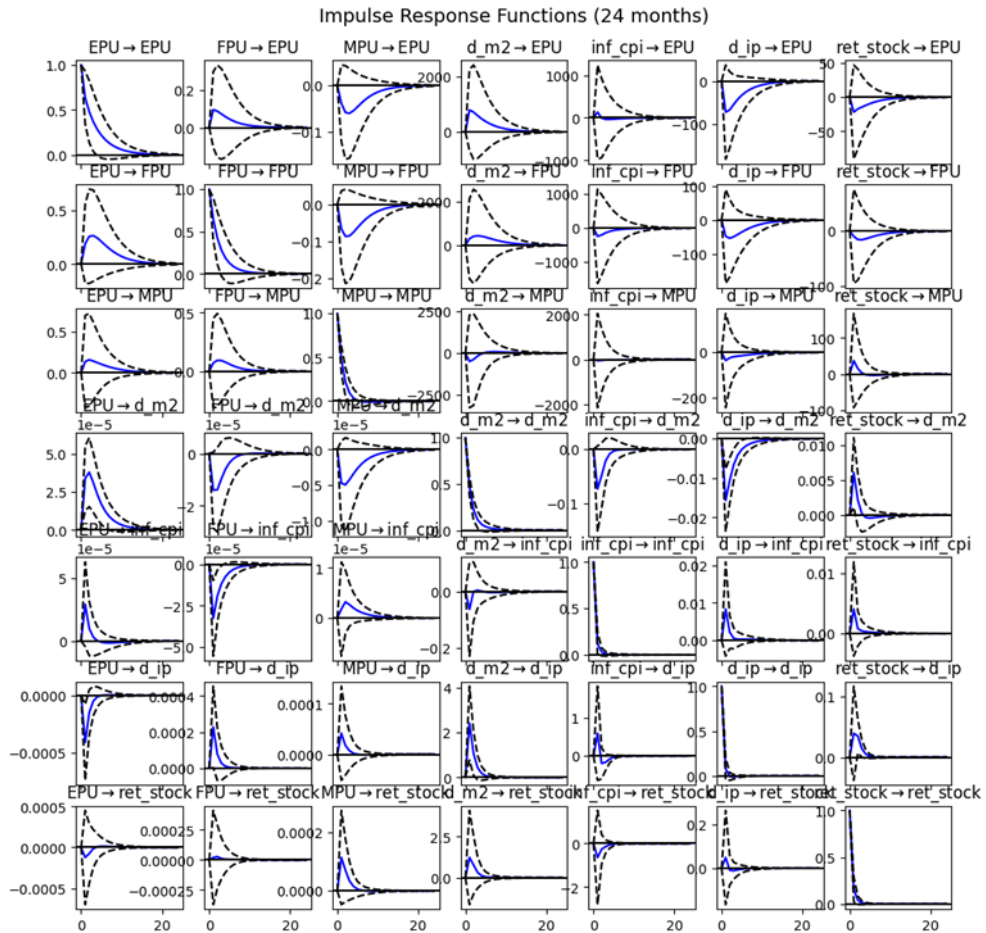 Impulse Response Functions (24 months)
EPU → EPU FPU → EPU MPU → EPU d_m2 → EPU inf_cpi → EPU d_ip → EPU ret_stock → EPU
1.0 0.2 0.0 2000 1000 0 50
0.5 0 0
0.0 0.0 −0.1 0 −1000 −100 −50
EPU → FPU FPU → FPU MPU → FPU d_m2 → FPU inf_cpi → FPU d_ip → FPU ret_stock → FPU
0.5 1.0 0.0 2000 1000 100
0.5 −0.1 0 0 0 0
0.0 0.0 −0.2 −1000 −100 −100
EPU → MPU FPU → MPU MPU → MPU d_m2 → MPU inf_cpi → MPU d_ip → MPU ret_stock → MPU
0.5 0.5 1.0 2500 2000 0 100
0.5 0 0 0
0.0 0.0 0.0 −2500 −2000 −200 −100
EPU → d_m2 FPU → d_m2 MPU → d_m2 d_m2 → d_m2 inf_cpi → d_m2 d_ip → d_m2 ret_stock → d_m2
1e−5 1e−5 1e−5
5.0 0 0.0 1.0 0.0 0.00 0.010
2.5 −0.5 0.5 −0.01 0.005
0.0 −2 0.0 −0.1 −0.02 0.000
EPU → inf_cpi FPU → inf_cpi MPU → inf_cpi d_m2 → inf_cpi inf_cpi → inf_cpi d_ip → inf_cpi ret_stock → inf_cpi
1e−5 1e−5 1e−5
5 0.0 1 0.0 1.0 0.02 0.01
−2.5 0.5 0.01
0 −5.0 0 −0.2 0.0 0.00 0.00
EPU → d_ip FPU → d_ip MPU → d_ip d_m2 → d_ip inf_cpi → d_ip d_ip → d_ip ret_stock → d_ip
0.0000 0.0004 0.0001 4 1 1.0 0.1
0.0002 2 0.5
−0.0005 0.0000 0.0000 0 0 0.0 0.0
EPU → ret_stock FPU → ret_stock MPU → ret_stock d_m2 → ret_stock inf_cpi → ret_stock d_ip → ret_stock ret_stock → ret_stock
0.0005 0.00025 0.0002 2.5 0 0.2 1.0
0.0000 0.00000 0.5
−0.0005 −0.00025 0.0000 0.0 −2 0.0 0.0
0 20 0 20 0 20 0 20 0 20 0 20 0 20